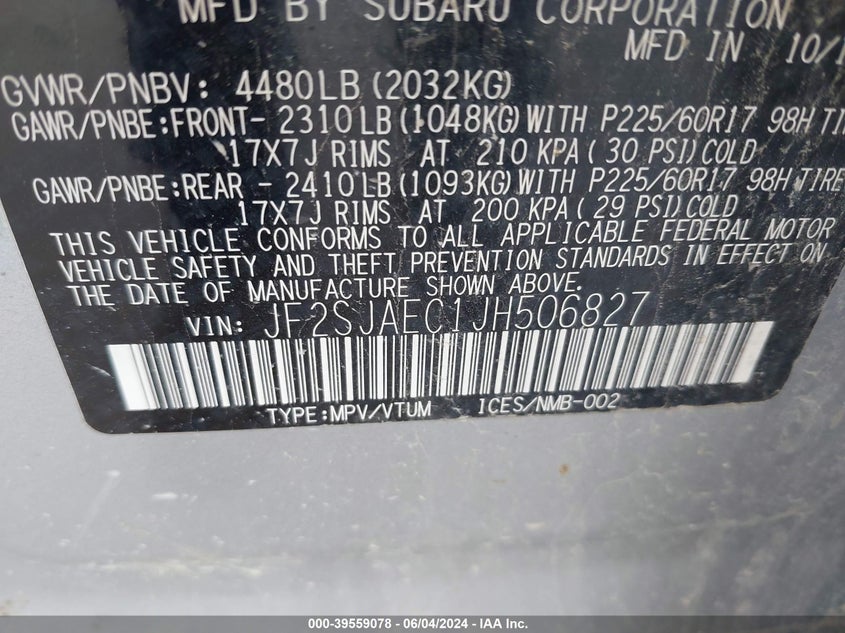 MFD BY SUBARU CORPORATION
MFD IN 10/1
GVWR/PNBV: 4480LB(2032KG)
GAWR/PNBE:FRONT- 2310LB(1048KG)WITH P225/60R17 98H TIR
17X7J RIMS AT 210 KPA(30 PSI)COLD
GAWR/PNBE:REAR - 2410LB(1093KG)WITH P225/60R17 98H TIRE
17X7J RIMS AT 200 KPA(29 PSI)COLD
THIS VEHICLE CONFORMS TO ALL APPLICABLE FEDERAL MOTOR
VEHICLE SAFETY AND THEFT PREVENTION STANDARDS IN EFFECT ON
THE DATE OF MANUFACTURE SHOWN ABOVE.
VIN: JF2SJAEC1JH506827
TYPE:MPV/VTUM ICES/NMB-002
000-39559078 - 06/04/2024 - IAA Inc.